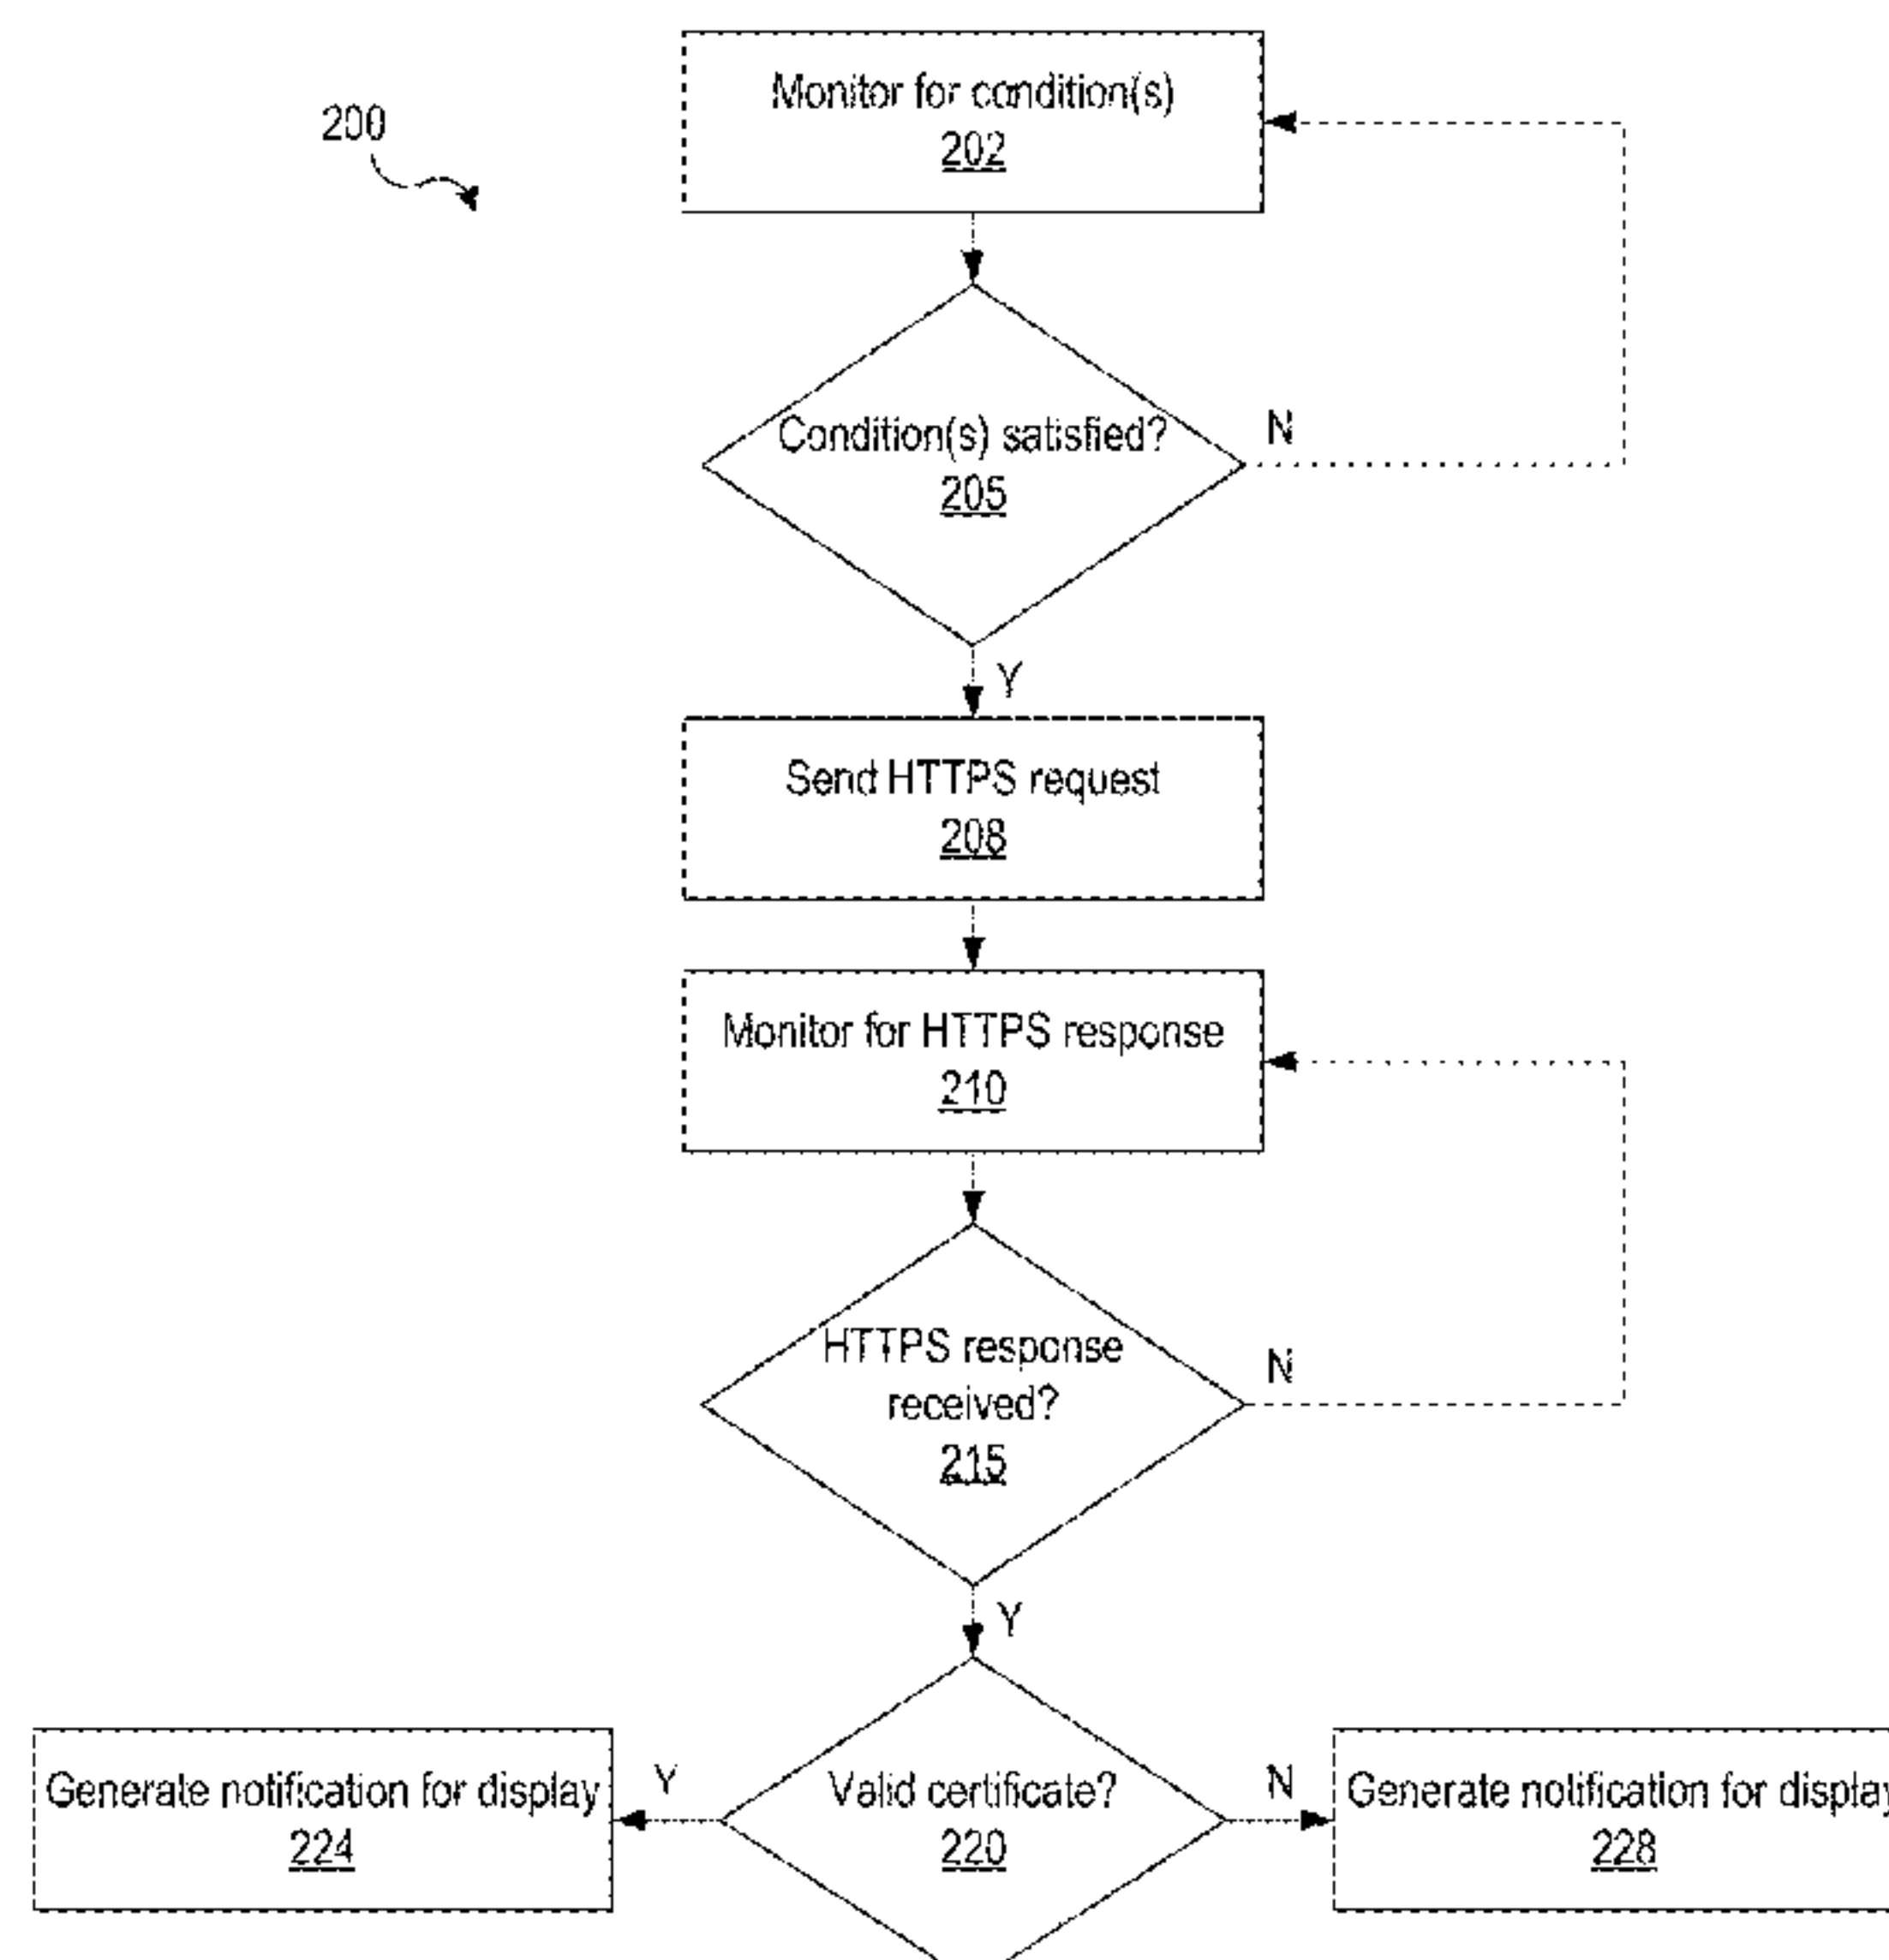 200
Monitor for condition(s)
202
Condition(s) satisfied?
205
N
Y
Send HTTPS request
208
Monitor for HTTPS response
210
HTTPS response
received?
215
N
Y
Generate notification for display
224
Y
Valid certificate?
220
N
Generate notification for display
228